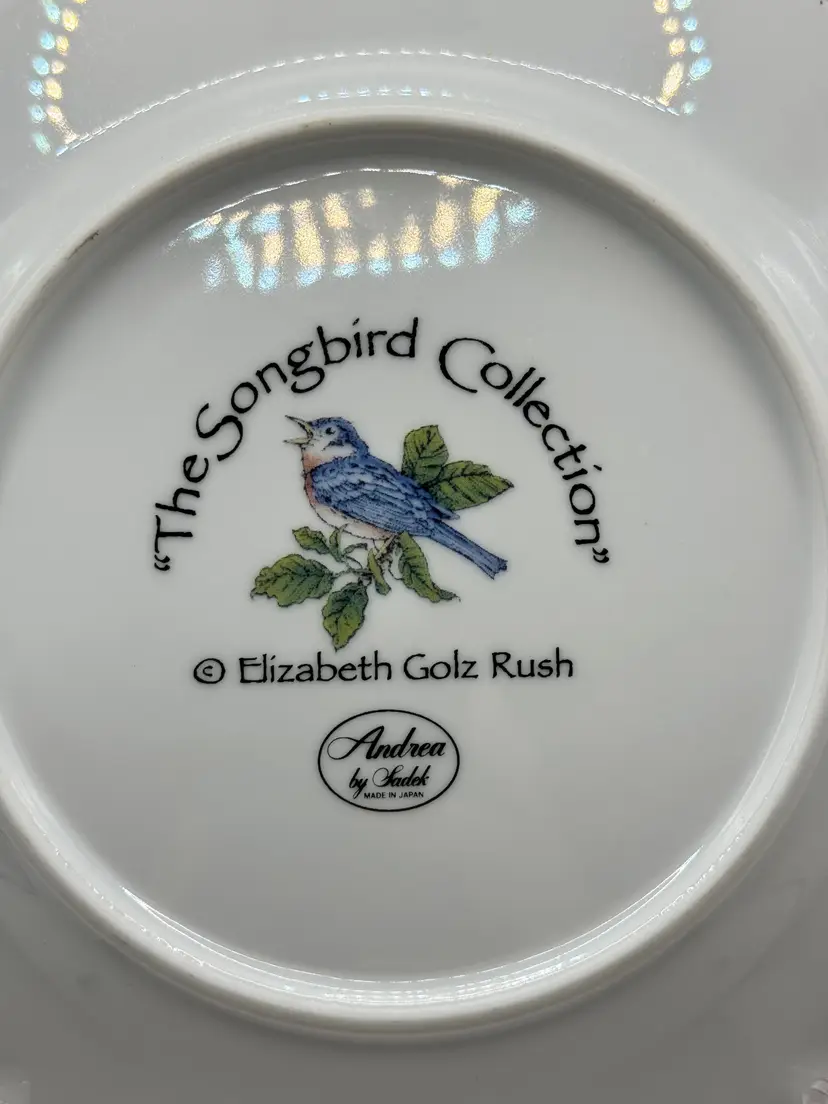 “The Songbird Collection”
© Elizabeth Golz Rush
Andrea
by Sadek
MADE IN JAPAN